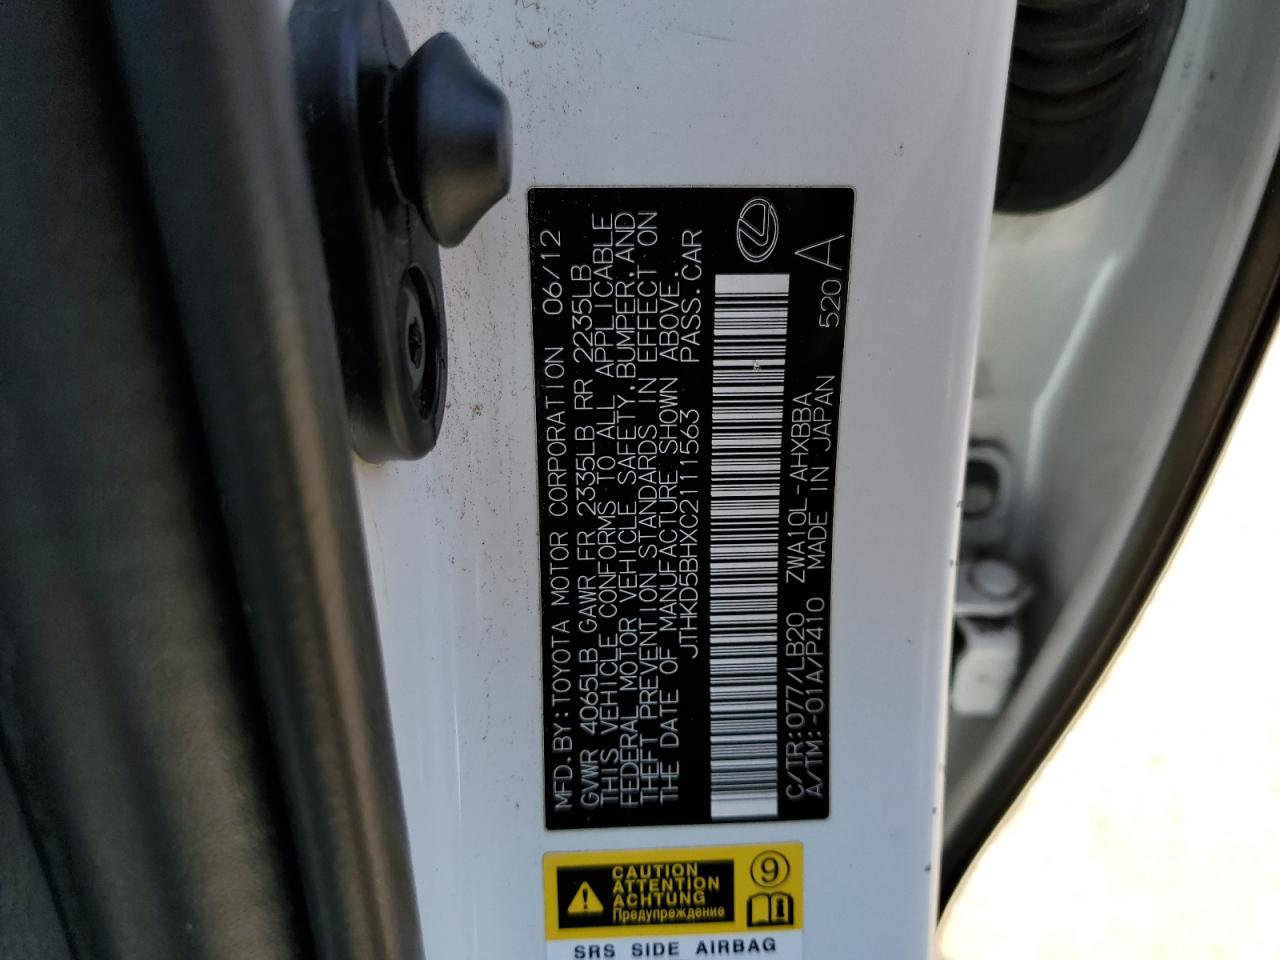 MFD.BY:TOYOTA MOTOR CORPORATION 06/12
GVWR 4065LB GAWR FR 2335LB RR 2235LB
THIS VEHICLE CONFORMS TO ALL APPLICABLE
FEDERAL MOTOR VEHICLE SAFETY,BUMPER,AND
THEFT PREVENTION STANDARDS IN EFFECT ON
THE DATE OF MANUFACTURE SHOWN ABOVE.
JTHKD5BHXC2111563 PASS.CAR
C/TR:077/LB20 ZWA10L-AHXBBA
A/TM:-01A/P410 MADE IN JAPAN 520 A
CAUTION
ATTENTION
ACHTUNG
Предупреждение
9
SRS SIDE AIRBAG